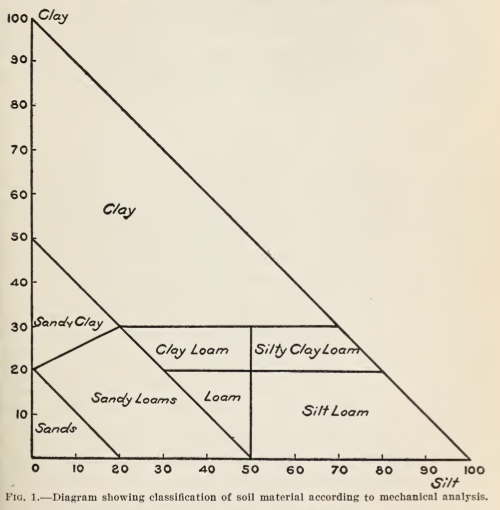 100 Clay
90
80
70
60
Clay
50
40
30 Sandy Clay
Clay Loam Silty Clay Loam
20
Sandy Loams Loam Silt Loam
10
Sands
0 10 20 30 40 50 60 70 80 90 100
Silt
FIG. 1.—Diagram showing classification of soil material according to mechanical analysis.